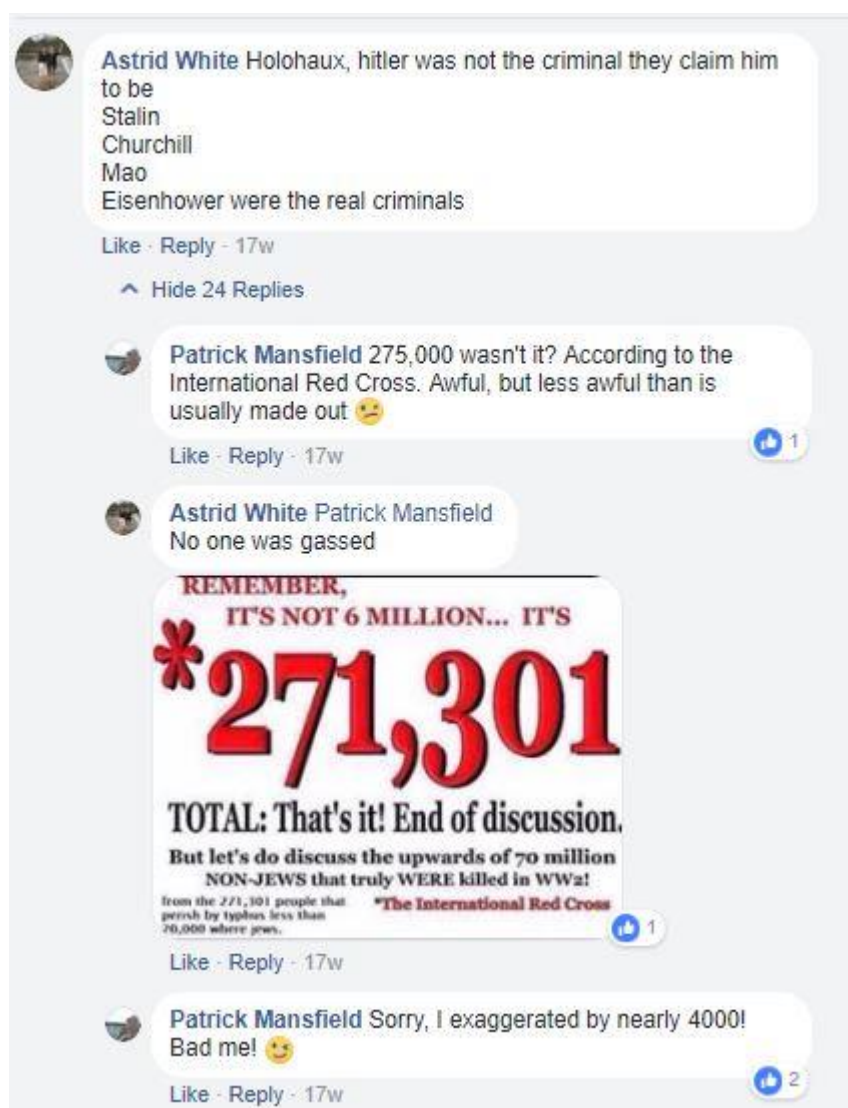 Astrid White Holohaux, hitler was not the criminal they claim him
to be
Stalin
Churchill
Mao
Eisenhower were the real criminals
Like · Reply · 17w
Hide 24 Replies
Patrick Mansfield 275,000 wasn't it? According to the
International Red Cross. Awful, but less awful than is
usually made out 🫤
1
Like · Reply · 17w
Astrid White Patrick Mansfield
No one was gassed
REMEMBER,
IT'S NOT 6 MILLION... IT'S
*271,301
TOTAL: That's it! End of discussion.
But let's do discuss the upwards of 70 million
NON-JEWS that truly WERE killed in WW2!
from the 271,301 people that
perish by typhus less than
70,000 where jews.
*The International Red Cross
1
Like · Reply · 17w
Patrick Mansfield Sorry, I exaggerated by nearly 4000!
Bad me! 😉
2
Like · Reply · 17w